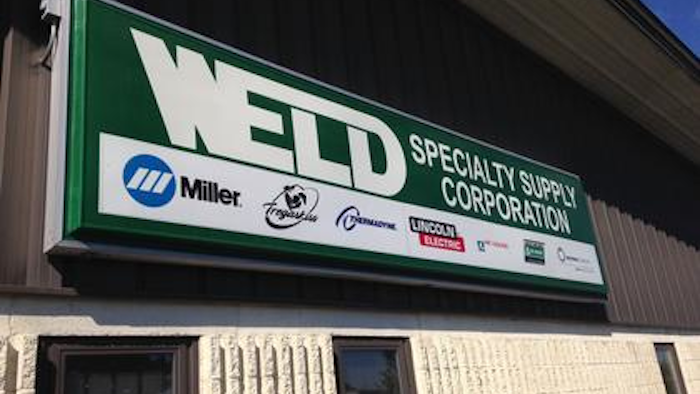 WELD
SPECIALTY SUPPLY
CORPORATION
Miller
THERMADYNE
LINCOLN
ELECTRIC